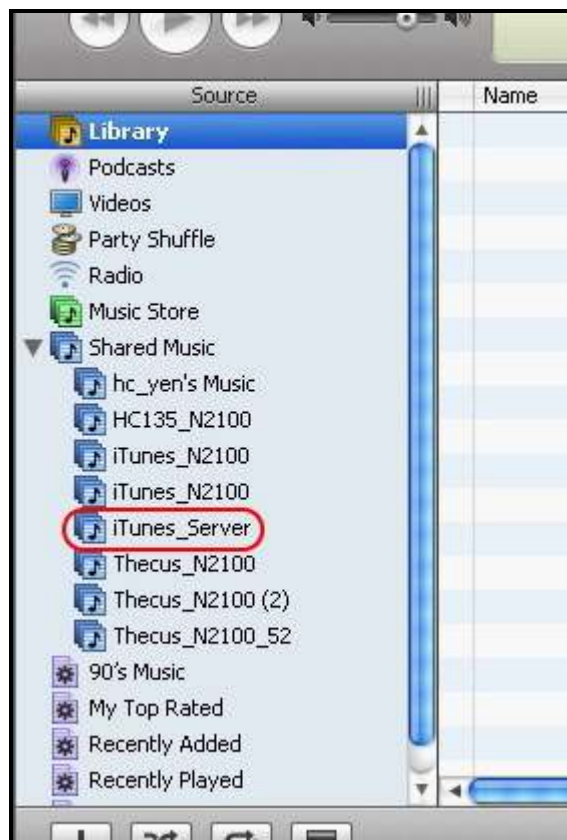 Source Name
Library
Podcasts
Videos
Party Shuffle
Radio
Music Store
Shared Music
hc_yen's Music
HC135_N2100
iTunes_N2100
iTunes_N2100
iTunes_Server
Thecus_N2100
Thecus_N2100 (2)
Thecus_N2100_52
90's Music
My Top Rated
Recently Added
Recently Played